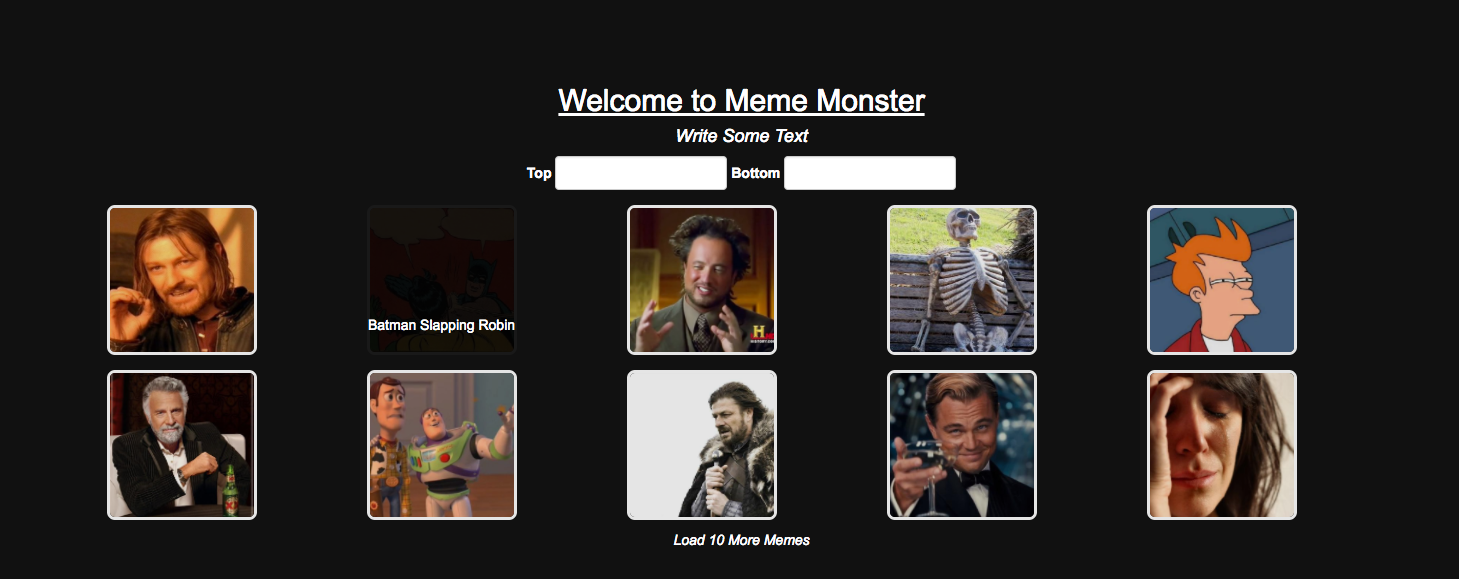 Welcome to Meme Monster
Write Some Text
Top Bottom
Batman Slapping Robin
H
Load 10 More Memes